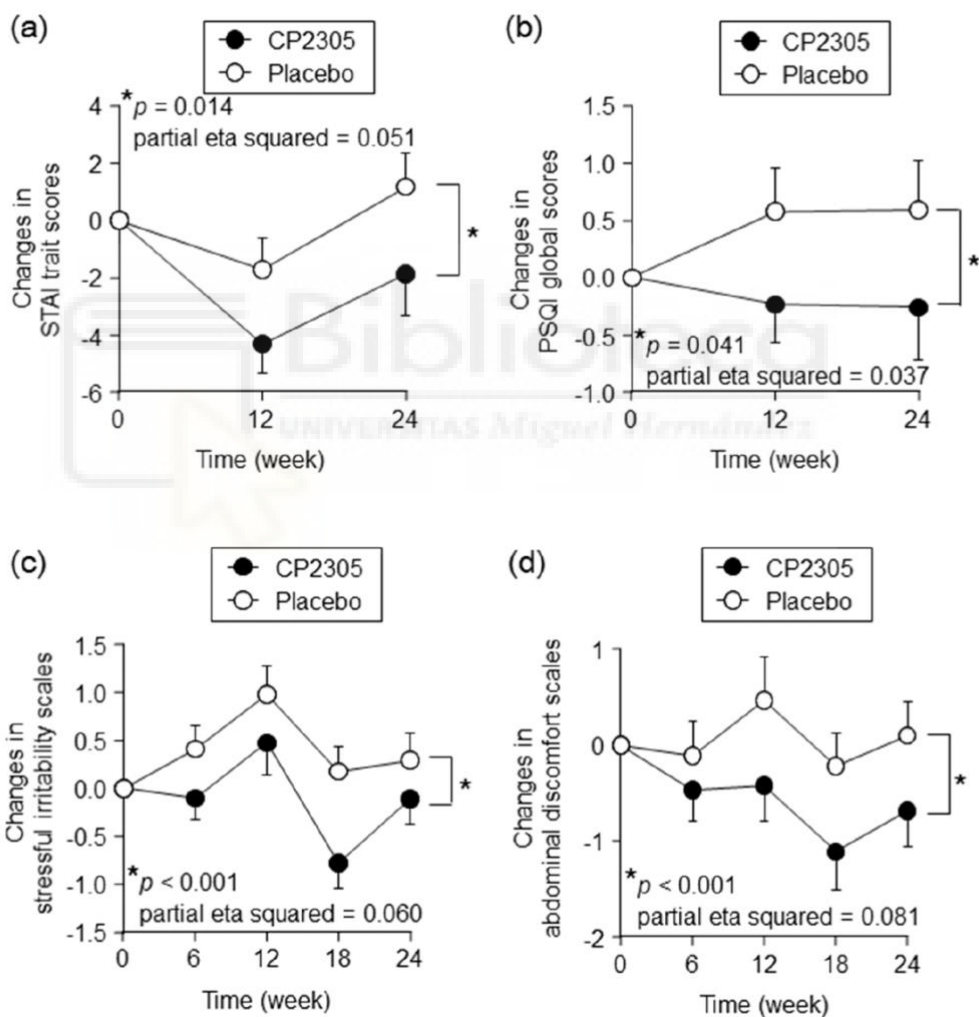 (a)
CP2305
Placebo
* p = 0.014
partial eta squared = 0.051
4
2
0
-2
-4
-6
Changes in
STAI trait scores
*
0
12
24
Time (week)
(b)
CP2305
Placebo
1.5
1.0
0.5
0.0
-0.5
-1.0
Changes in
PSQI global scores
*
* p = 0.041
partial eta squared = 0.037
0
12
24
Time (week)
Biblioteca
UNIVERSITAS Miguel Hernández
(c)
CP2305
Placebo
1.5
1.0
0.5
0.0
-0.5
-1.0
-1.5
Changes in
stressful irritability scales
*
* p < 0.001
partial eta squared = 0.060
0
6
12
18
24
Time (week)
(d)
CP2305
Placebo
1
0
-1
-2
Changes in
abdominal discomfort scales
*
* p < 0.001
partial eta squared = 0.081
0
6
12
18
24
Time (week)